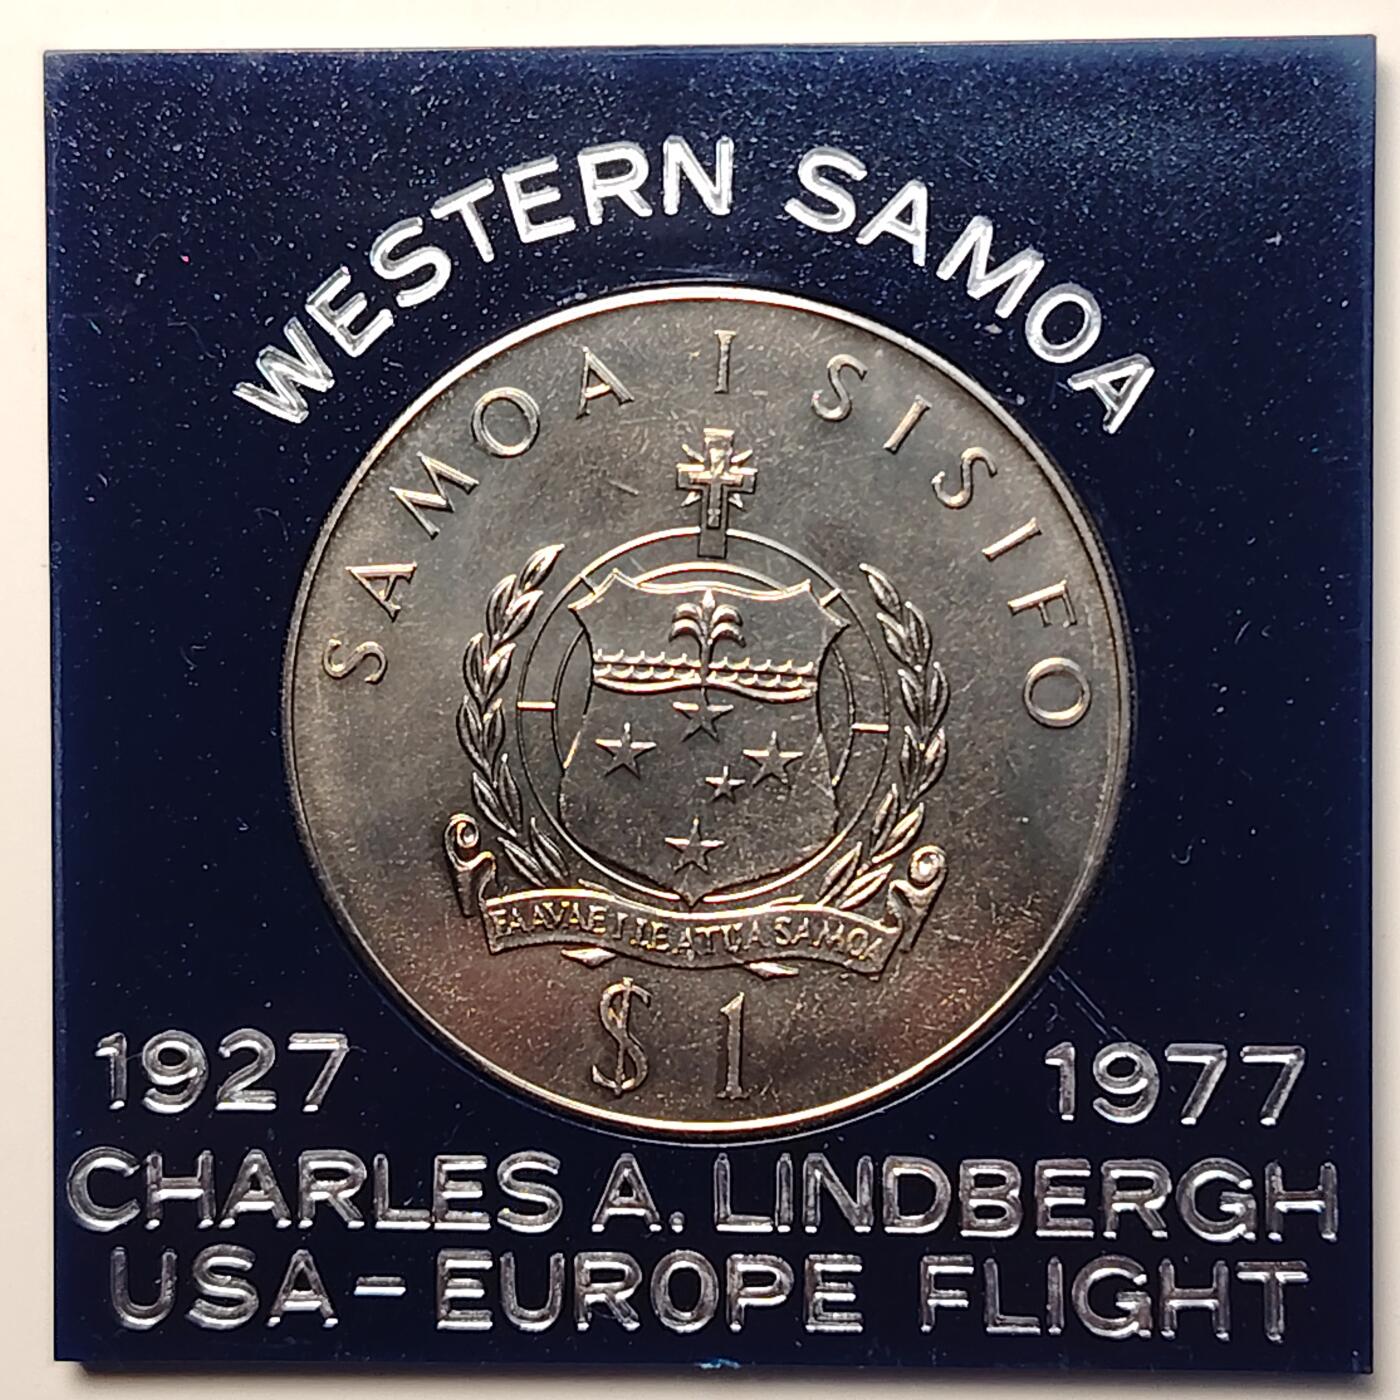 WESTERN SAMOA
SAMOA I SISIFO
FAAVAE I LE ATUA SAMOA
$1
1927 1977
CHARLES A. LINDBERGH
USA-EUROPE FLIGHT